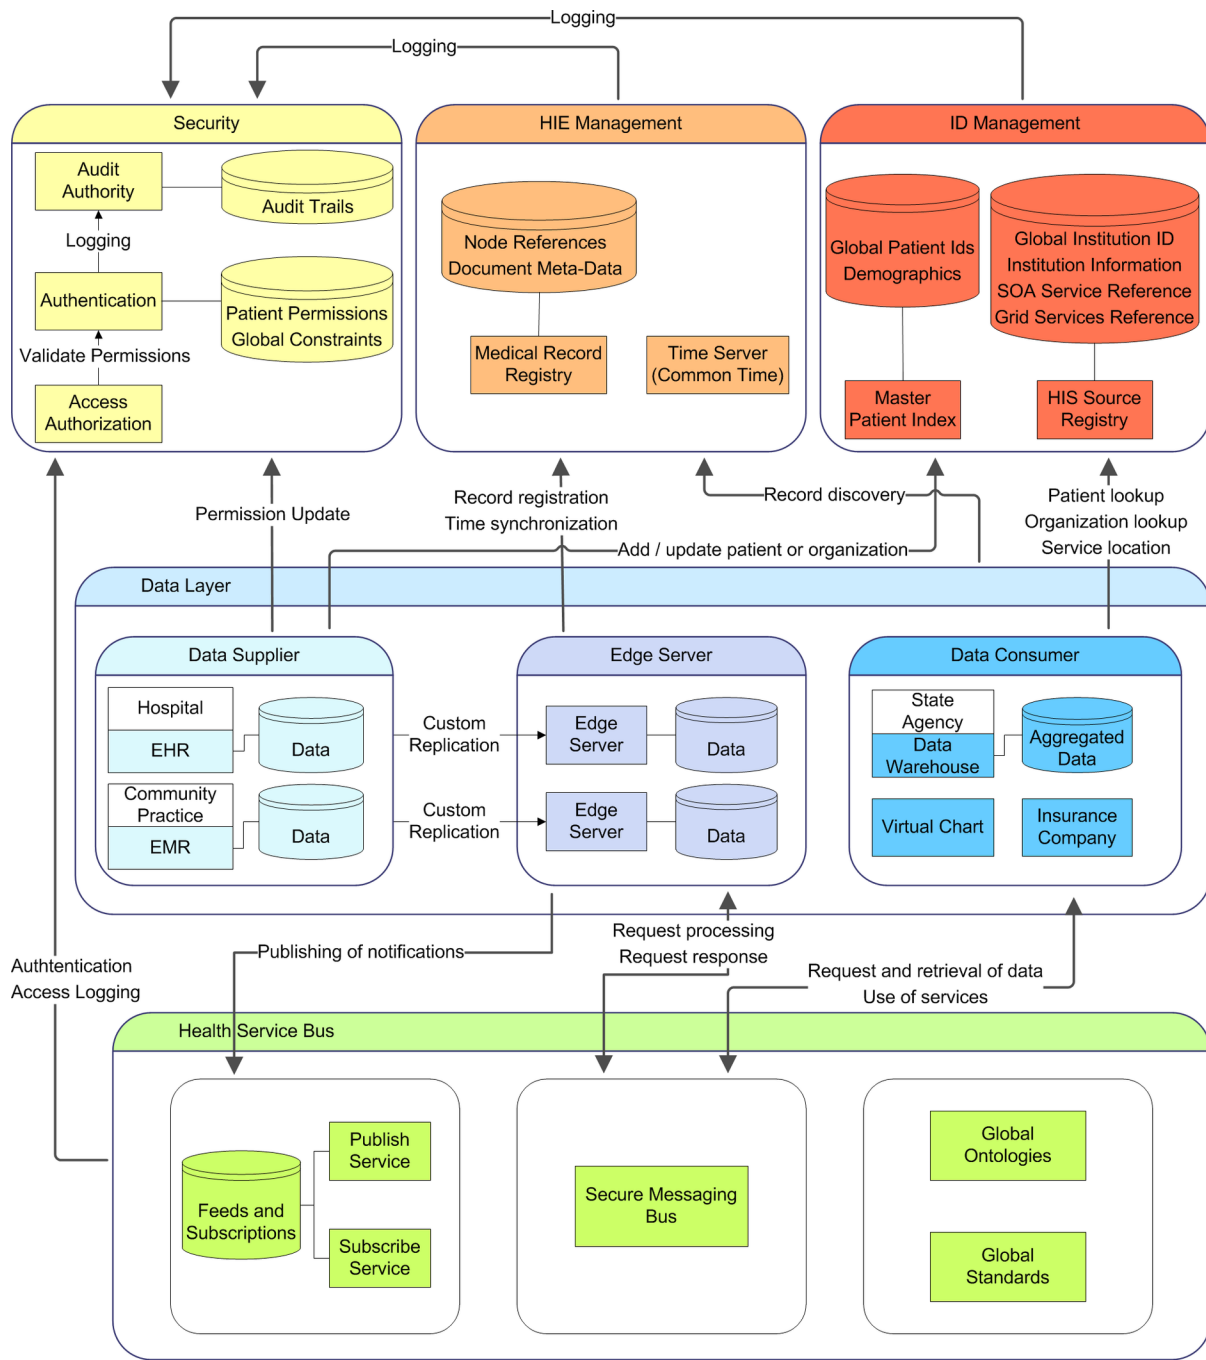 Logging
Logging
Security
HIE Management
ID Management
Audit
Authority
Audit Trails
Logging
Authentication
Patient Permissions
Global Constraints
Validate Permissions
Access
Authorization
Node References
Document Meta-Data
Medical Record
Registry
Time Server
(Common Time)
Global Patient Ids
Demographics
Global Institution ID
Institution Information
SOA Service Reference
Grid Services Reference
Master
Patient Index
HIS Source
Registry
Permission Update
Record registration
Time synchronization
Record discovery
Add / update patient or organization
Patient lookup
Organization lookup
Service location
Data Layer
Data Supplier
Hospital
EHR
Data
Community
Practice
EMR
Data
Custom
Replication
Custom
Replication
Edge Server
Edge
Server
Data
Edge
Server
Data
Data Consumer
State
Agency
Data
Warehouse
Aggregated
Data
Virtual Chart
Insurance
Company
Publishing of notifications
Request processing
Request response
Request and retrieval of data
Use of services
Authtentication
Access Logging
Health Service Bus
Feeds and
Subscriptions
Publish
Service
Subscribe
Service
Secure Messaging
Bus
Global
Ontologies
Global
Standards